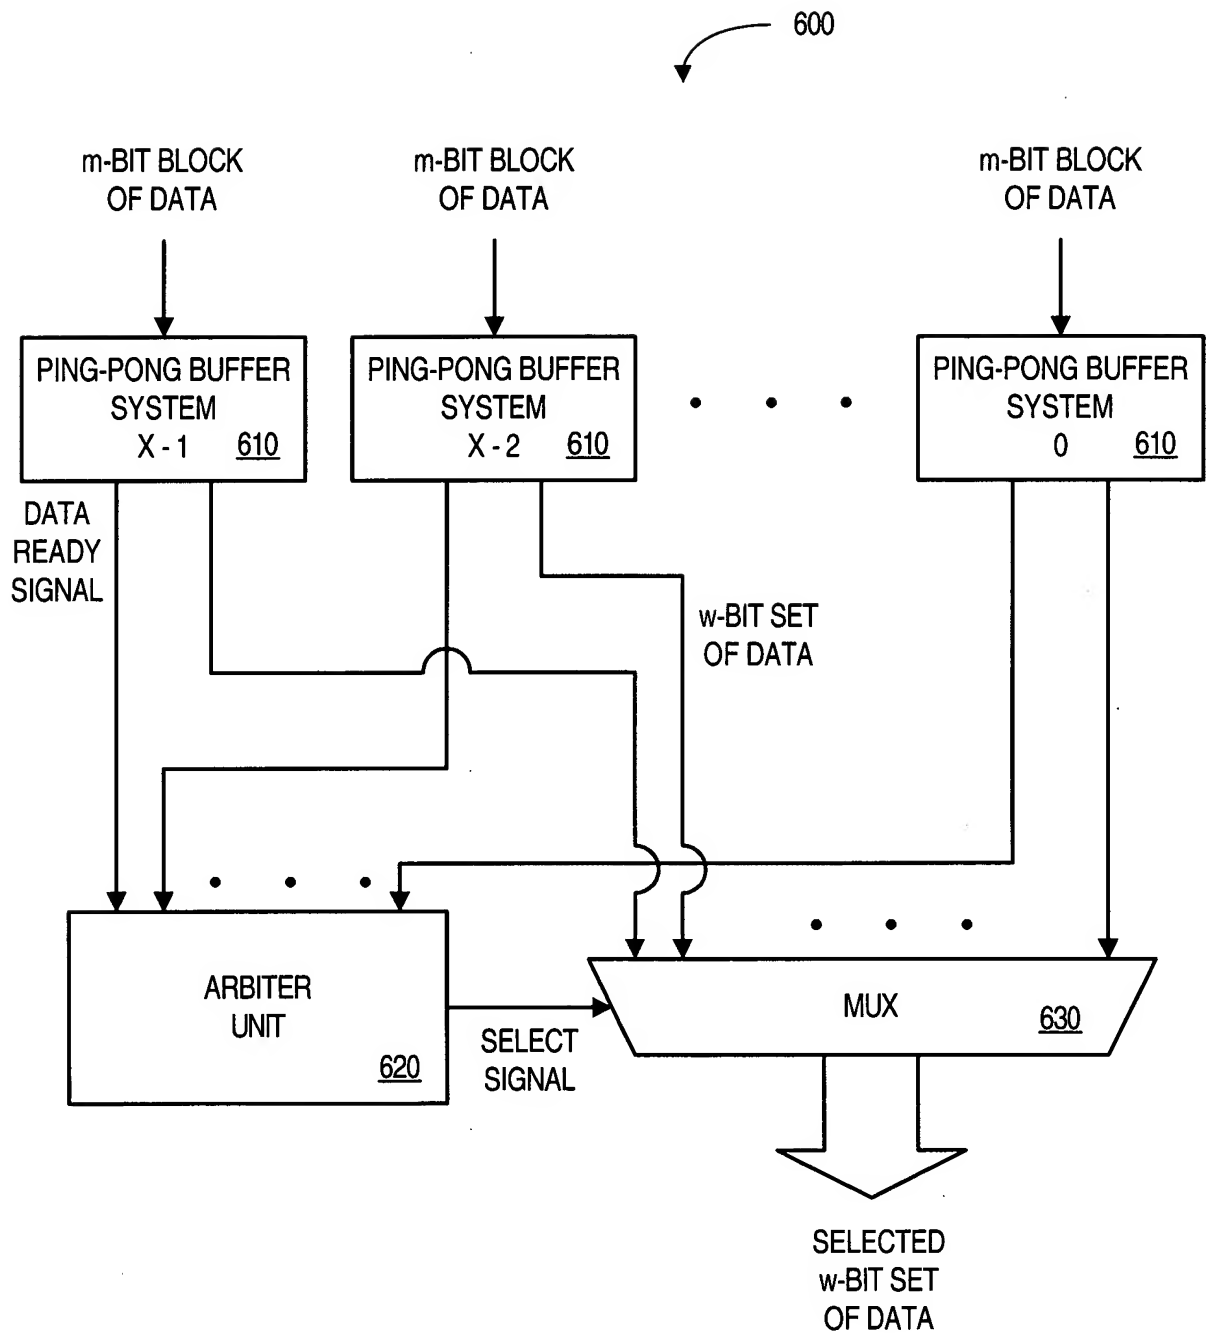 600
m-BIT BLOCK
OF DATA
m-BIT BLOCK
OF DATA
m-BIT BLOCK
OF DATA
PING-PONG BUFFER
SYSTEM
X - 1 610
PING-PONG BUFFER
SYSTEM
X - 2 610
PING-PONG BUFFER
SYSTEM
0 610
DATA
READY
SIGNAL
w-BIT SET
OF DATA
ARBITER
UNIT
620
SELECT
SIGNAL
MUX 630
SELECTED
w-BIT SET
OF DATA